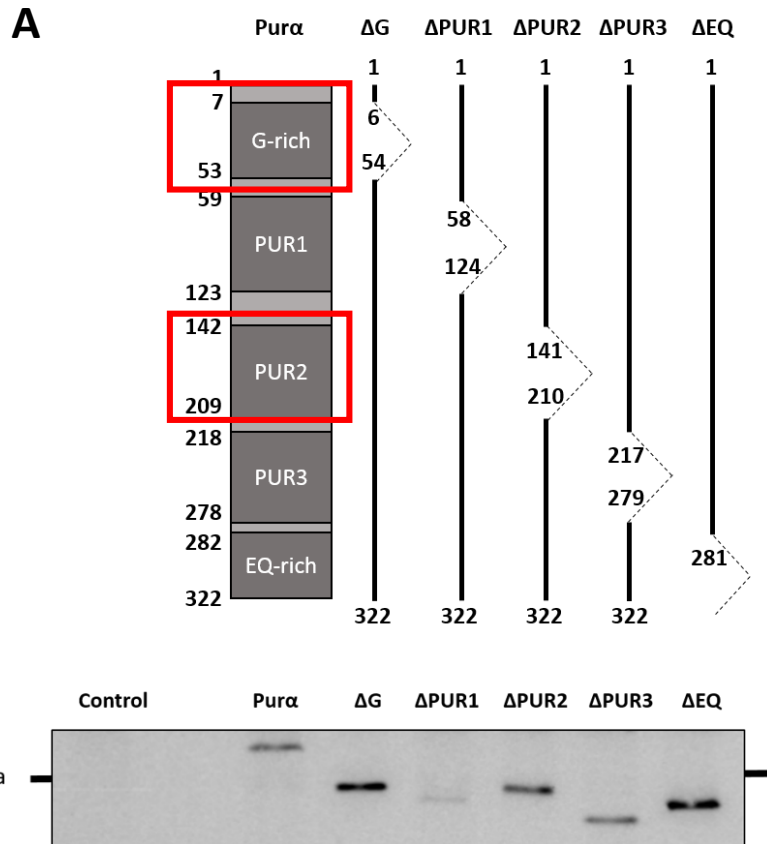 A
Purα ΔG ΔPUR1 ΔPUR2 ΔPUR3 ΔEQ
1 1 1 1 1 1
7
6
G-rich
53
54
59
58
PUR1
124
123
142
141
PUR2
209
210
218
217
PUR3
278
279
282
281
EQ-rich
322
322 322 322 322
Control Purα ΔG ΔPUR1 ΔPUR2 ΔPUR3 ΔEQ
a